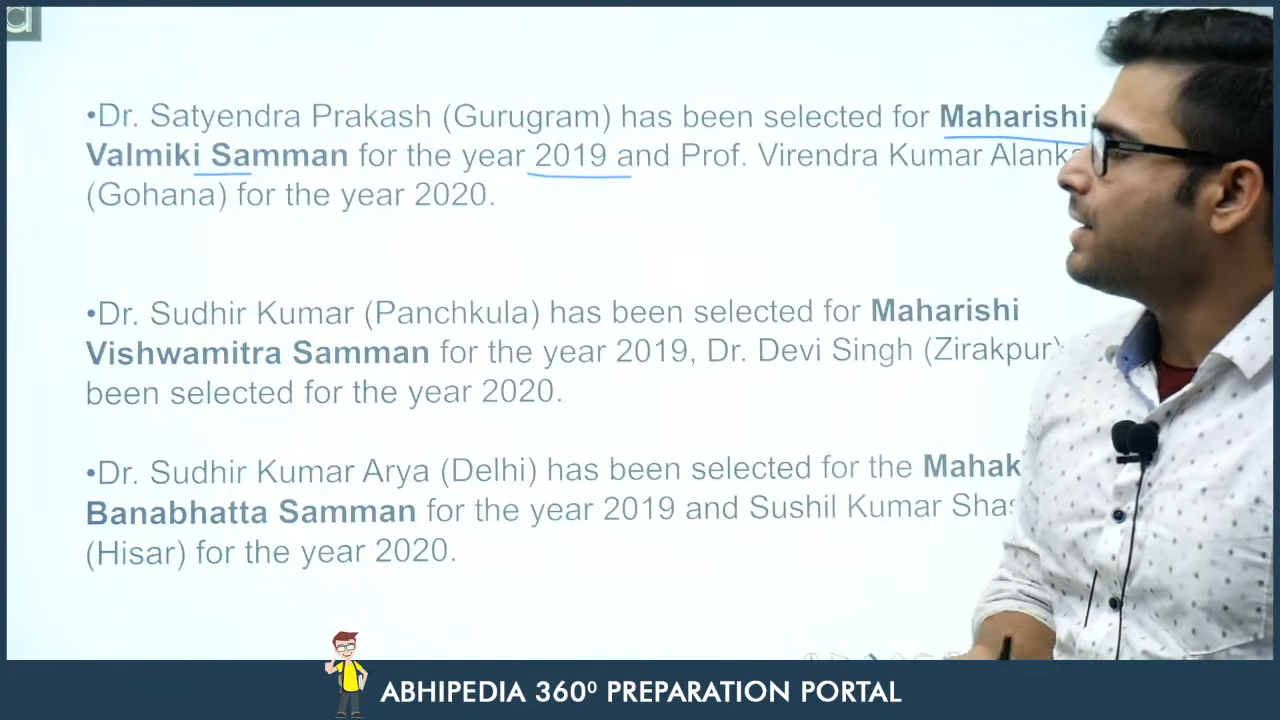 •Dr. Satyendra Prakash (Gurugram) has been selected for Maharishi
Valmiki Samman for the year 2019 and Prof. Virendra Kumar
(Gohana) for the year 2020.
•Dr. Sudhir Kumar (Panchkula) has been selected for Maharishi
Vishwamitra Samman for the year 2019, Dr. Devi Singh (Zirakpur)
been selected for the year 2020.
•Dr. Sudhir Kumar Arya (Delhi) has been selected for the
Banabhatta Samman for the year 2019 and Sushil Kumar
(Hisar) for the year 2020.
ABHIPEDIA 360⁰ PREPARATION PORTAL